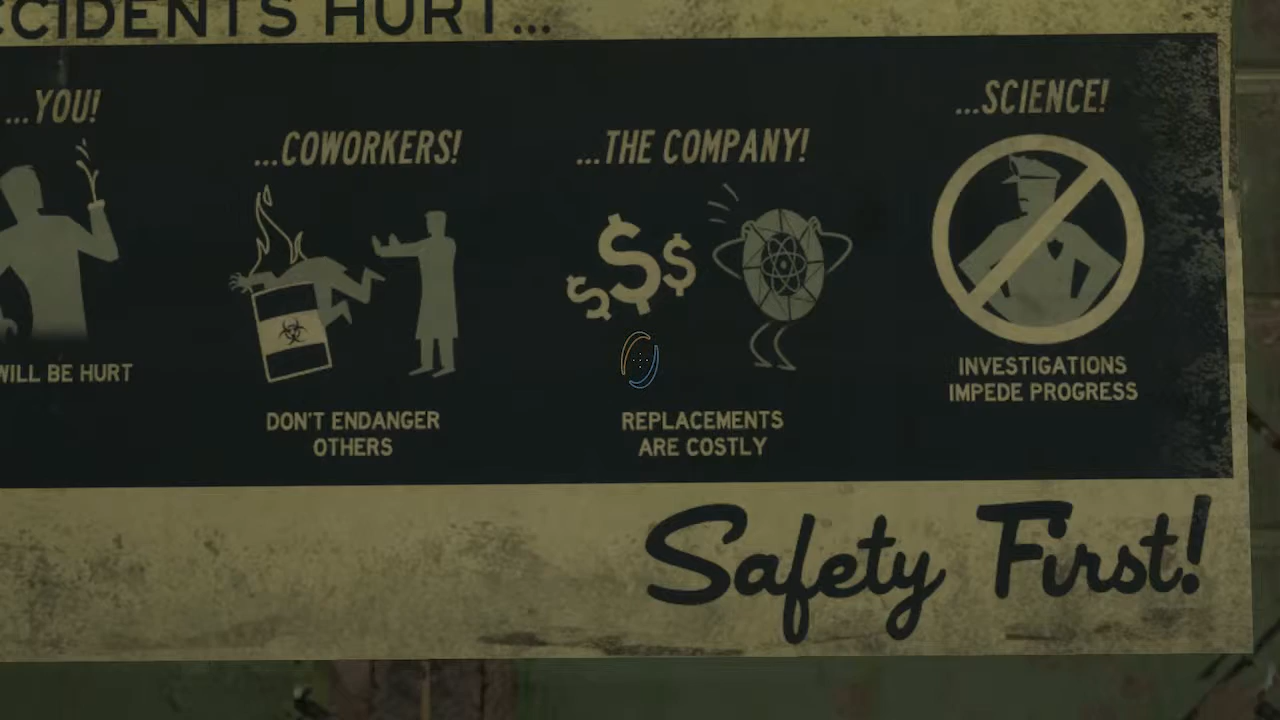 CCIDENTS HURT...
...YOU!
WILL BE HURT
...COWORKERS!
DON'T ENDANGER
OTHERS
...THE COMPANY!
$ $ $
REPLACEMENTS
ARE COSTLY
...SCIENCE!
INVESTIGATIONS
IMPEDE PROGRESS
Safety First!